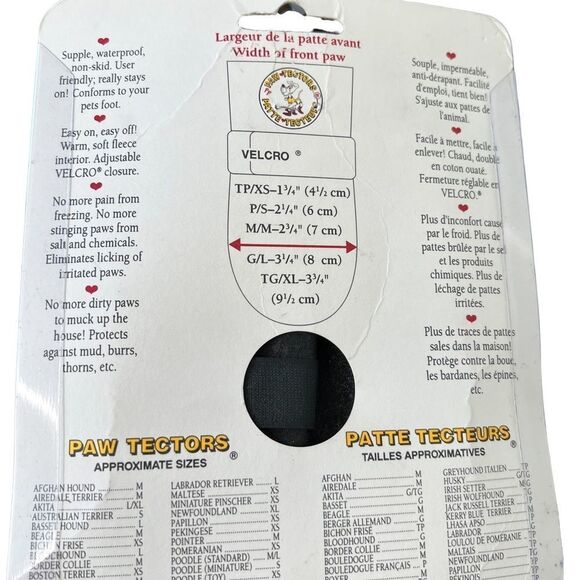 Largeur de la patte avant
Width of front paw
PAW TECTORS
PATTE TECTEURS
VELCRO ®
TP/XS–1¾" (4½ cm)
P/S–2¼" (6 cm)
M/M–2¾" (7 cm)
G/L–3¼" (8 cm)
TG/XL–3¾"
(9½ cm)
Supple, waterproof,
non-skid. User
friendly; really stays
on! Conforms to your
pets foot.
Easy on, easy off!
Warm, soft fleece
interior. Adjustable
VELCRO® closure.
No more pain from
freezing. No more
stinging paws from
salt and chemicals.
Eliminates licking of
irritated paws.
No more dirty paws
to muck up the
house! Protects
against mud, burrs,
thorns, etc.
Souple, imperméable,
anti-dérapant. Facilité
d'emploi, tient bien!
S'ajuste aux pattes de
l'animal.
Facile à mettre, facile à
enlever! Chaud, double
en coton ouaté.
Fermeture réglable en
VELCRO.®
Plus d'inconfort cause
par le froid. Plus de
pattes brûlée par le sel
et les produits
chimiques. Plus de
léchage de pattes
irritées.
Plus de traces de pattes
sales dans la maison!
Protège contre la boue,
les bardanes, les épines,
etc.
PAW TECTORS®
APPROXIMATE SIZES
AFGHAN HOUND M
AIREDALE TERRIER M
AKITA L/XL
AUSTRALIAN TERRIER S
BASSET HOUND L
BEAGLE M
BICHON FRISE XS
BLOODHOUND L
BORDER COLLIE M
BOSTON TERRIER
LABRADOR RETRIEVER L
MALTESE XS
MINIATURE PINSCHER XS
NEWFOUNDLAND XL
PAPILLON XS
PEKINGESE XS
POINTER M
POMERANIAN XS
POODLE (STANDARD) M/L
POODLE (MINIATURE) S
POODLE (TOY) XS
PATTE TECTEURS®
TAILLES APPROXIMATIVES
AFGHAN M
AIREDALE M
AKITA G/TG
BASSET G
BEAGLE M
BERGER ALLEMAND G
BICHON FRISÉ TP
BLOODHOUND G
BORDER COLLIE M
BOULEDOGUE M
BOULEDOGUE FRANÇAIS P
BOXER M
GREYHOUND ITALIEN TP
HUSKY G/TG
IRISH SETTER M/G
IRISH WOLFHOUND G
JACK RUSSELL TERRIER P
KERRY BLUE TERRIER M
LHASA APSO P
LABRADOR G
LOULOU DE POMERANIE TP
MALTAIS TP
NEWFOUNDLAND
PAPILLON